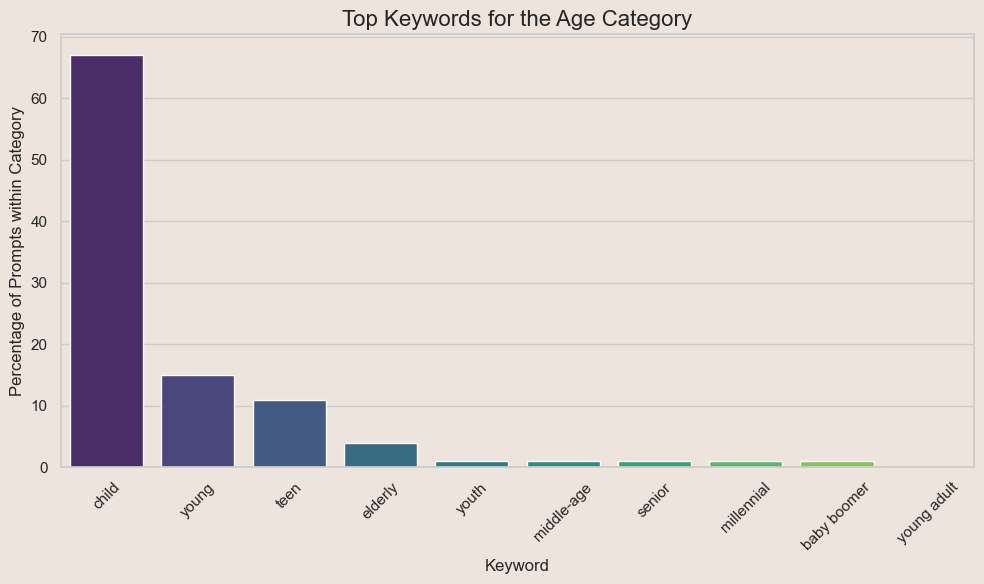 Top Keywords for the Age Category
Percentage of Prompts within Category
70
60
50
40
30
20
10
0
child
young
teen
elderly
youth
middle-age
senior
millennial
baby boomer
young adult
Keyword